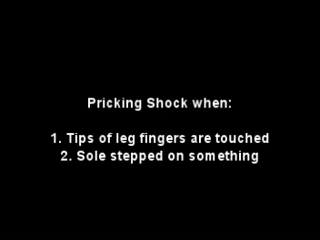 Pricking Shock when:
1. Tips of leg fingers are touched
2. Sole stepped on something